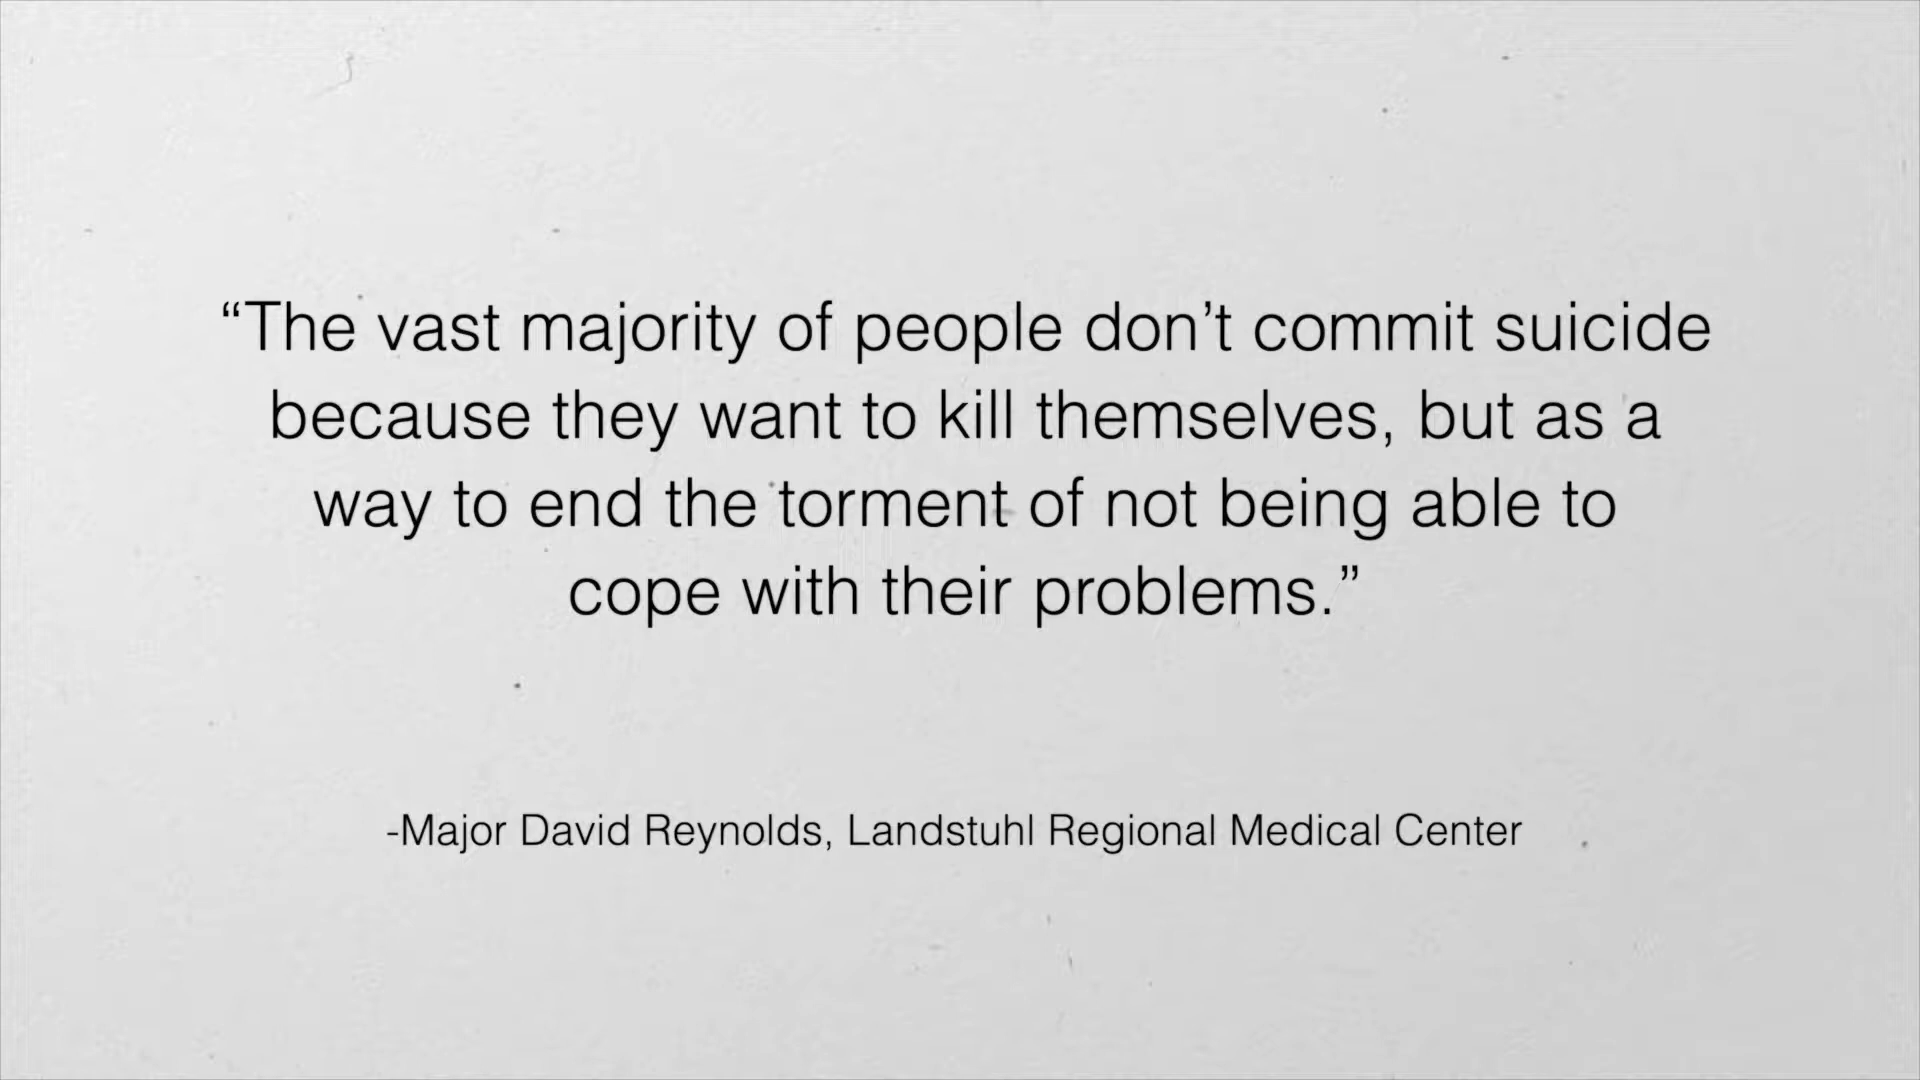 “The vast majority of people don’t commit suicide
because they want to kill themselves, but as a
way to end the torment of not being able to
cope with their problems.”
-Major David Reynolds, Landstuhl Regional Medical Center